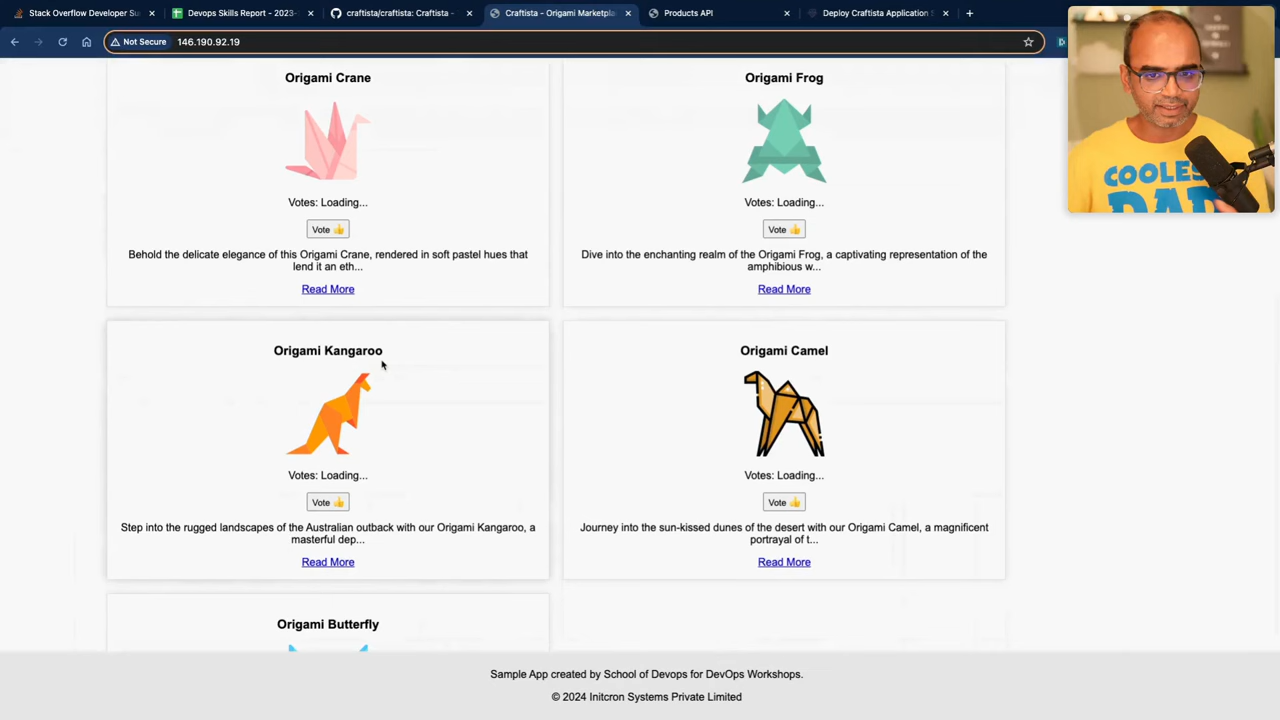 Stack Overflow Developer Su
Devops Skills Report - 2023-
craftista/craftista: Craftista -
Craftista - Origami Marketpla
Products API
Deploy Craftista Application S
Not Secure
146.190.92.19
Origami Crane
Votes: Loading...
Vote 👍
Behold the delicate elegance of this Origami Crane, rendered in soft pastel hues that
lend it an eth...
Read More
Origami Frog
Votes: Loading...
Vote 👍
Dive into the enchanting realm of the Origami Frog, a captivating representation of the
amphibious w...
Read More
Origami Kangaroo
Votes: Loading...
Vote 👍
Step into the rugged landscapes of the Australian outback with our Origami Kangaroo, a
masterful dep...
Read More
Origami Camel
Votes: Loading...
Vote 👍
Journey into the sun-kissed dunes of the desert with our Origami Camel, a magnificent
portrayal of t...
Read More
Origami Butterfly
Sample App created by School of Devops for DevOps Workshops.
© 2024 Initcron Systems Private Limited
COOLES
DAD